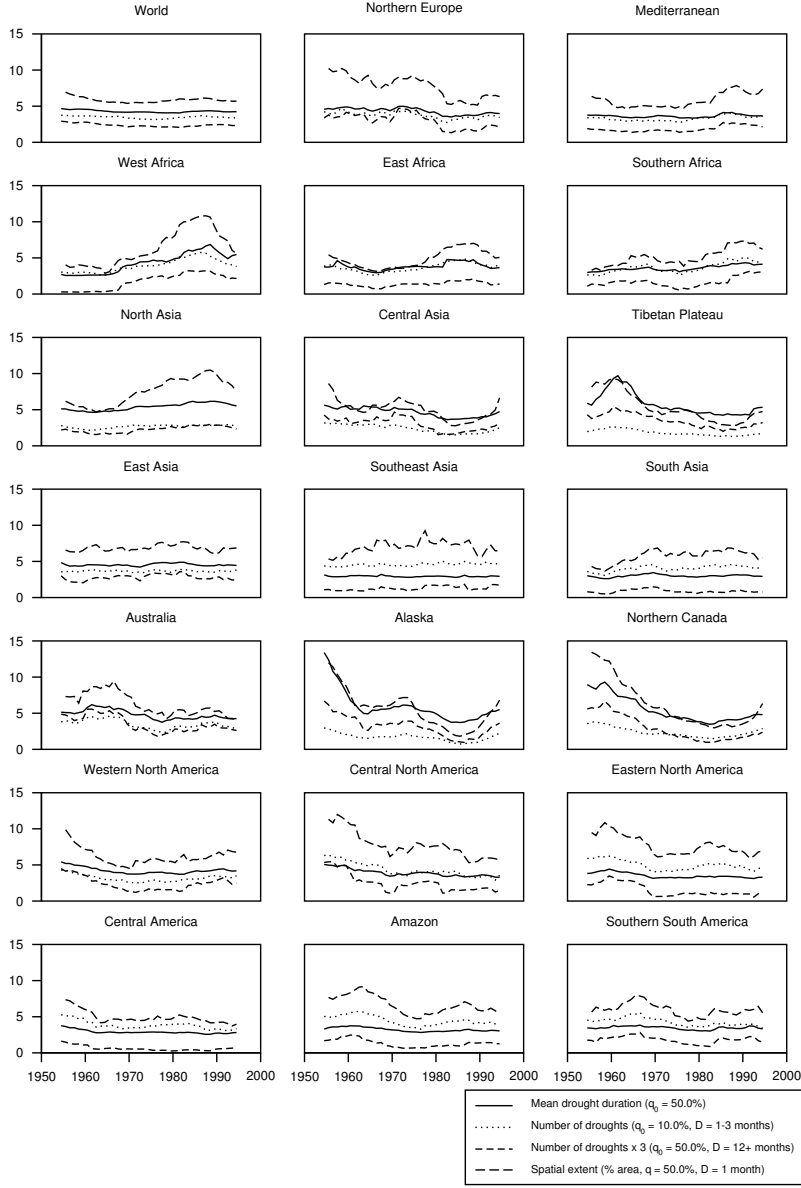 World Northern Europe Mediterranean
15
10
5
0
West Africa East Africa Southern Africa
15
10
5
0
North Asia Central Asia Tibetan Plateau
15
10
5
0
East Asia Southeast Asia South Asia
15
10
5
0
Australia Alaska Northern Canada
15
10
5
0
Western North America Central North America Eastern North America
15
10
5
0
Central America Amazon Southern South America
15
10
5
0
1950 1960 1970 1980 1990 2000 1950 1960 1970 1980 1990 2000 1950 1960 1970 1980 1990 2000
Mean drought duration (q0 = 50.0%)
Number of droughts (q0 = 10.0%, D = 1-3 months)
Number of droughts x 3 (q0 = 50.0%, D = 12+ months)
Spatial extent (% area, q = 50.0%, D = 1 month)